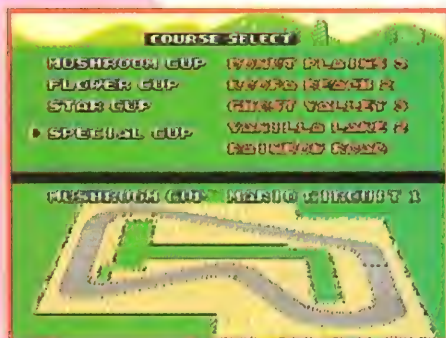 COURSE SELECT
MUSHROOM CUP DONUT PLAINS 3
FLOWER CUP KOOPA BEACH 2
STAR CUP GHOST VALLEY 3
SPECIAL CUP VANILLA LAKE 2
RAINBOW ROAD
MUSHROOM CUP MARIO CIRCUIT 1